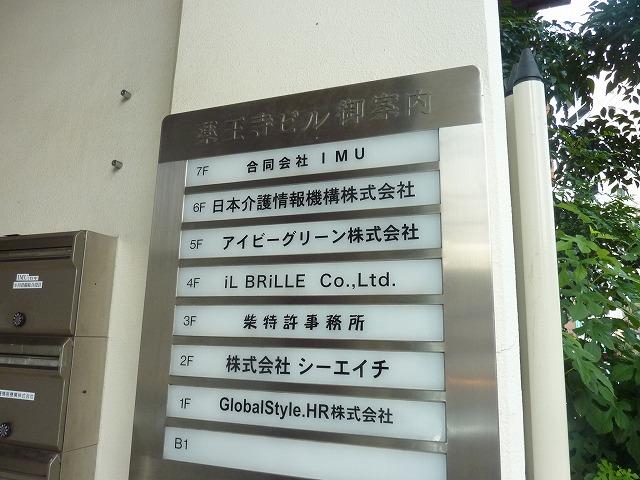 薬王寺ビル 御案内
7F 合同会社 IMU
6F 日本介護情報機構株式会社
5F アイビーグリーン株式会社
4F iL BRiLLE Co.,Ltd.
3F 柴特許事務所
2F 株式会社 シーエイチ
1F GlobalStyle.HR株式会社
B1